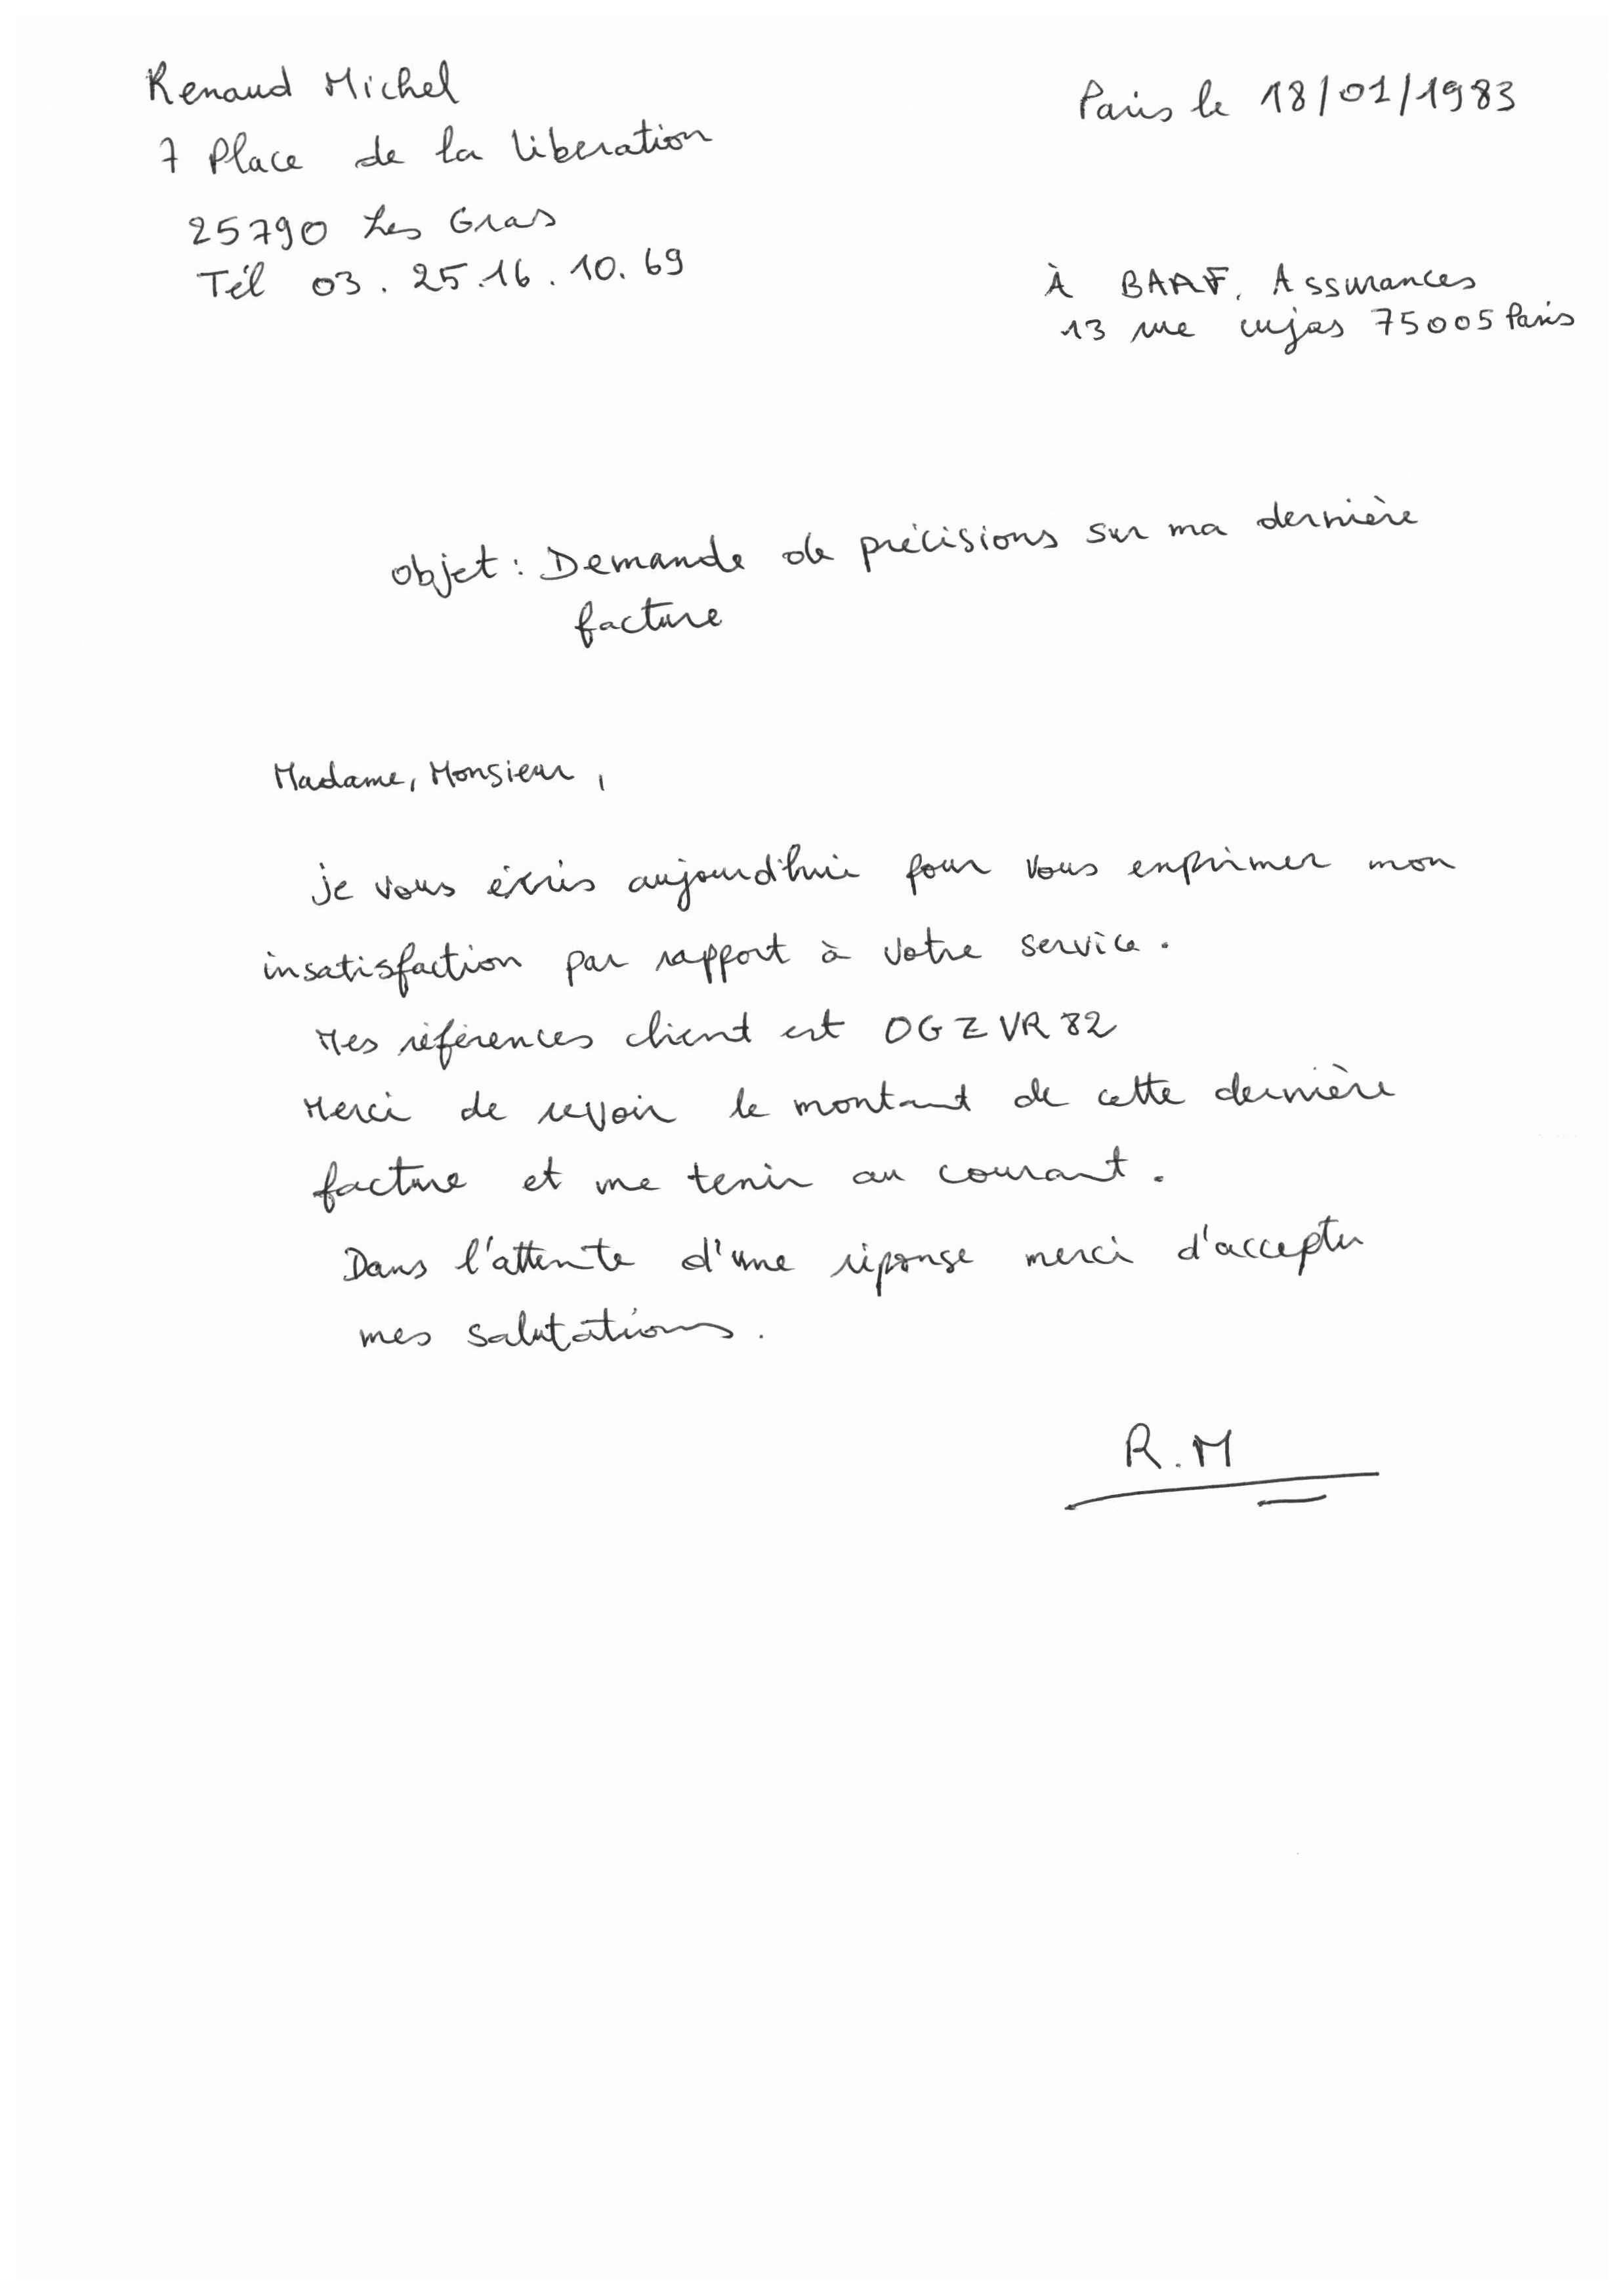 Renaud Michel
Paris le 18/01/1983
7 Place de la libération
25790 Les Gras
Tél 03.25.16.10.69
À BAAF. Assurances
13 rue cujas 75005 Paris
objet : Demande de précisions sur ma dernière
facture
Madame, Monsieur,
je vous écris aujourd'hui pour vous exprimer mon
insatisfaction par rapport à votre service.
Mes références client est OGZVR82
Merci de revoir le montant de cette dernière
facture et me tenir au courant.
Dans l'attente d'une réponse merci d'accepter
mes salutations.
R.M